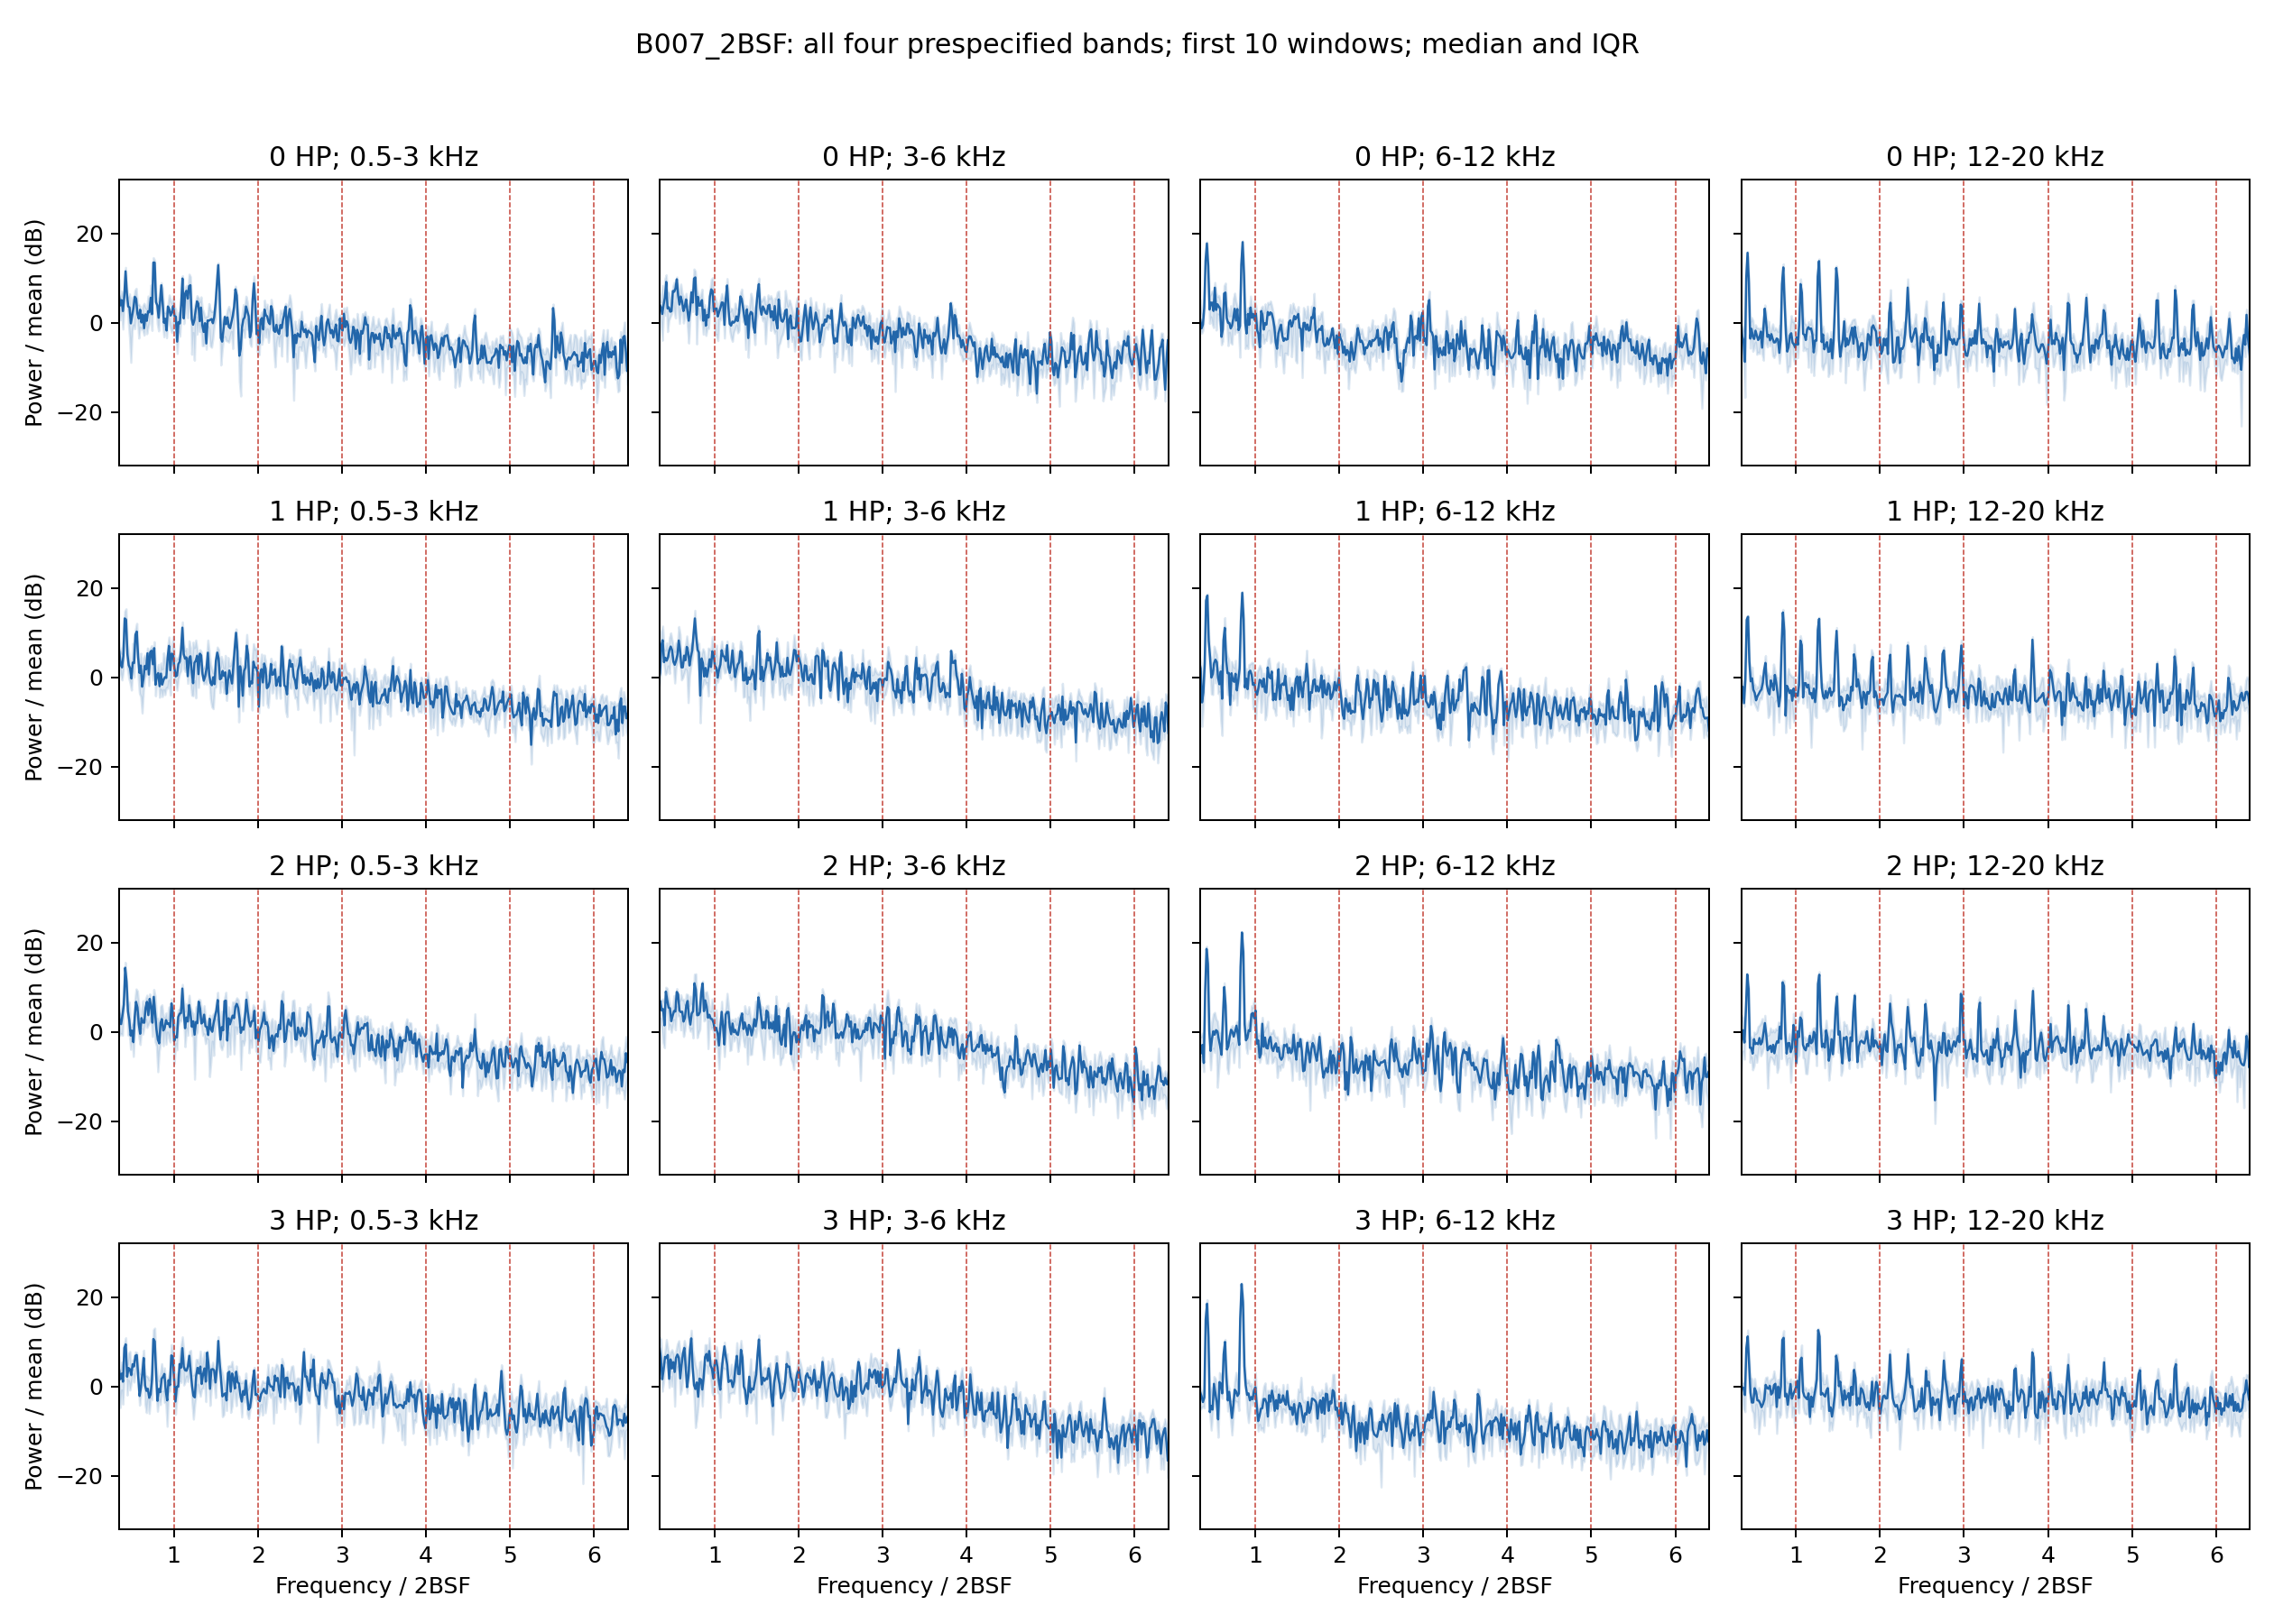 B007_2BSF: all four prespecified bands; first 10 windows; median and IQR
0 HP; 0.5-3 kHz
0 HP; 3-6 kHz
0 HP; 6-12 kHz
0 HP; 12-20 kHz
Power / mean (dB)
20
0
−20
1 HP; 0.5-3 kHz
1 HP; 3-6 kHz
1 HP; 6-12 kHz
1 HP; 12-20 kHz
Power / mean (dB)
20
0
−20
2 HP; 0.5-3 kHz
2 HP; 3-6 kHz
2 HP; 6-12 kHz
2 HP; 12-20 kHz
Power / mean (dB)
20
0
−20
3 HP; 0.5-3 kHz
3 HP; 3-6 kHz
3 HP; 6-12 kHz
3 HP; 12-20 kHz
Power / mean (dB)
20
0
−20
1 2 3 4 5 6
1 2 3 4 5 6
1 2 3 4 5 6
1 2 3 4 5 6
Frequency / 2BSF
Frequency / 2BSF
Frequency / 2BSF
Frequency / 2BSF